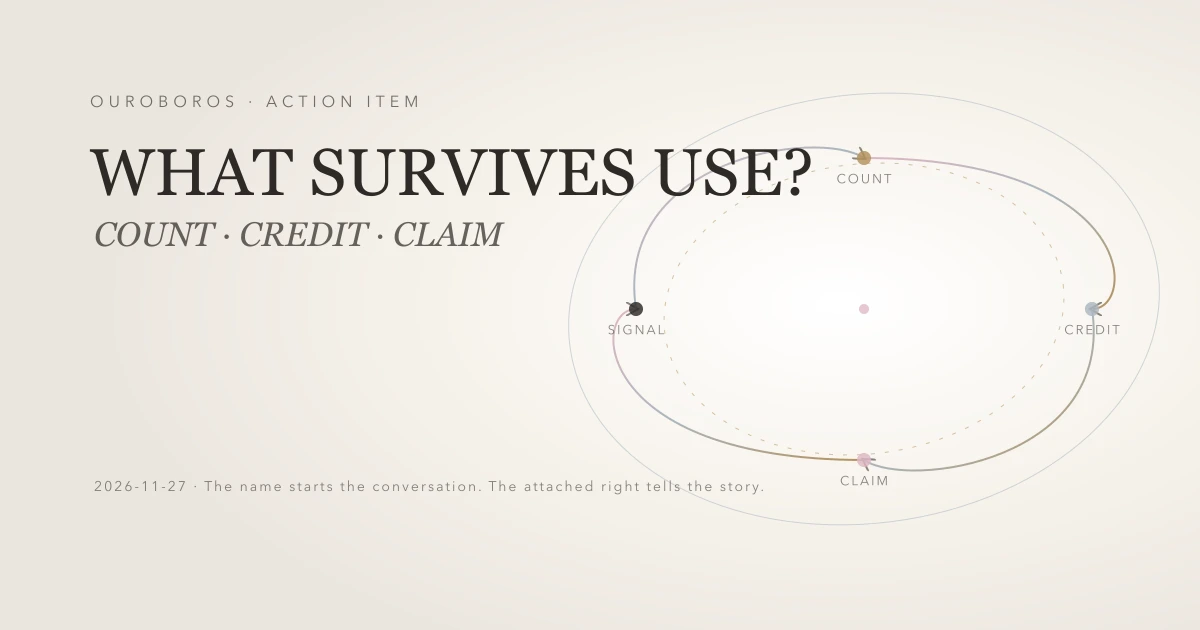 OUROBOROS · ACTION ITEM
WHAT SURVIVES USE?
COUNT · CREDIT · CLAIM
COUNT
SIGNAL
CREDIT
CLAIM
2026-11-27 · The name starts the conversation. The attached right tells the story.